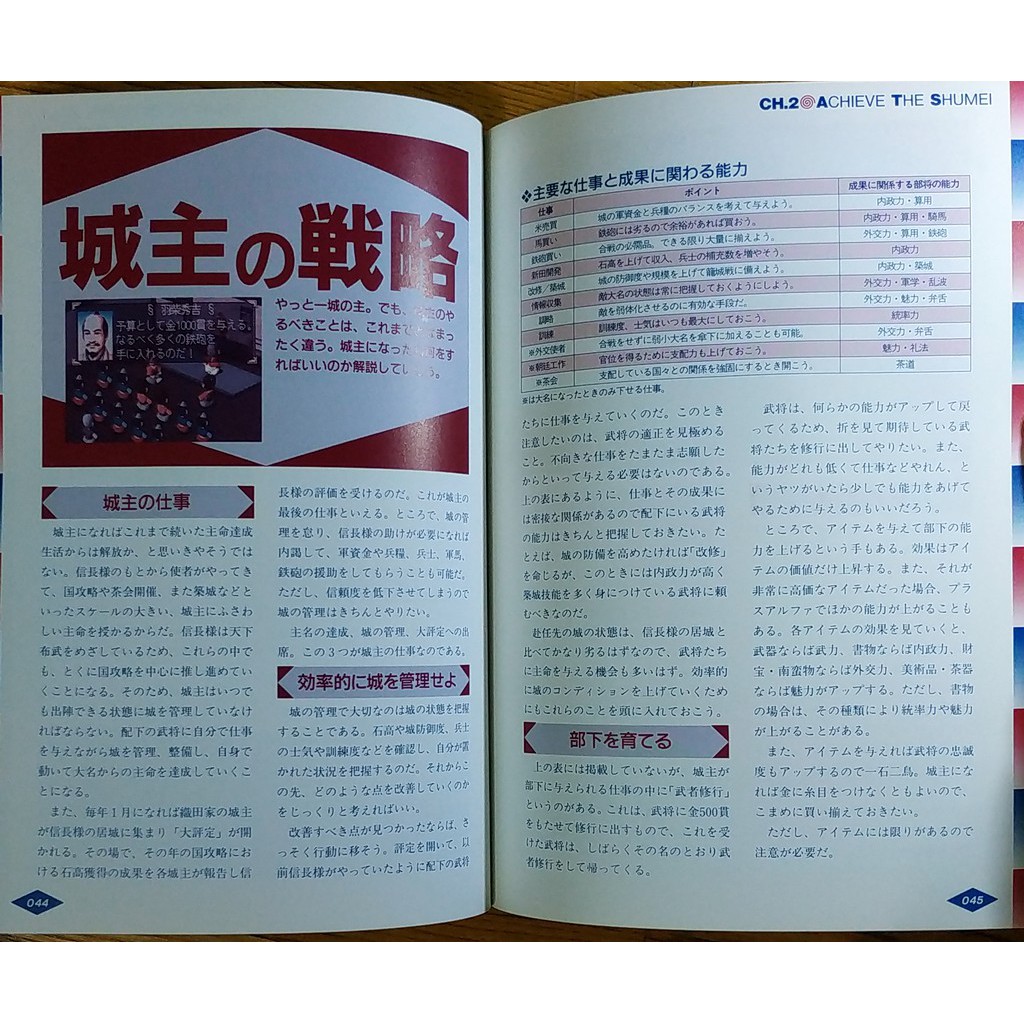 城主の戦略
§ 羽柴秀吉 §
予算として金1000貫を与える。
なるべく多くの鉄砲を
手に入れるのだ!
やっと一城の主。でも、
るべきことは、これま
たく違う。城主になっ
ればいいのか解説して
城主の仕事
城主になればこれまで続いた主命達成
生活からは解放か、と思いきやそうでは
ない。信長様のもとから使者がやってき
て、国攻略や茶会開催、また築城などと
いったスケールの大きい、城主にふさわ
しい主命を授かるからだ。信長様は天下
布武をめざしているため、これらの中で
も、とくに国攻略を中心に推し進めてい
くことになる。そのため、城主はいつで
も出陣できる状態に城を管理していなけ
ればならない。配下の武将に自分で仕事
を与えながら城を管理、整備し、自身で
動いて大名からの主命を達成していくこ
とになる。
また、毎年1月になれば織田家の城主
が信長様の居城に集まり「大評定」が開
かれる。その場で、その年の国攻略にお
ける石高獲得の成果を各城主が報告し信
長様の評価を受けるのだ。これが城主の
最後の仕事といえる。ところで、城の管
理を怠り、信長様の助けが必要になれば
内謁して、軍資金や兵糧、兵士、軍馬、
鉄砲の援助をしてもらうことも可能だ。
ただし、信頼度を低下させてしまうので
城の管理はきちんとやりたい。
主名の達成、城の管理、大評定への出
席。この3つが城主の仕事なのである。
効率的に城を管理せよ
城の管理で大切なのは城の状態を把握
することである。石高や城防御度、兵士
の士気や訓練度などを確認し、自分が置
かれた状況を把握するのだ。それからこ
の先、どのような点を改善していくのか
をじっくりと考えればいい。
改善すべき点が見つかったならば、さ
っそく行動に移そう。評定を開いて、以
前信長様がやっていたように配下の武将
044
CH.2 ACHIEVE THE SHUMEI
❖主要な仕事と成果に関わる能力
仕事 ポイント 成果に関係する部将の能力
米売買 城の軍資金と兵糧のバランスを考えて与えよう。 内政力・算用
馬買い 鉄砲には劣るので余裕があれば買おう。 内政力・算用・騎馬
鉄砲買い 合戦の必需品。できる限り大量に揃えよう。 外交力・算用・鉄砲
新田開発 石高を上げて収入、兵士の補充数を増やそう。 内政力
改修/築城 城の防御度や規模を上げて籠城戦に備えよう。 内政力・築城
情報収集 敵大名の状態は常に把握しておくようにしよう。 外交力・軍学・乱波
訓略 敵を弱体化させるのに有効な手段だ。 外交力・魅力・弁舌
訓練 訓練度、士気はいつも最大にしておこう。 統率力
※外交使者 合戦をせずに弱小大名を傘下に加えることも可能。 外交力・弁舌
※朝廷工作 官位を得るために支配力も上げておこう。 魅力・礼法
※茶会 支配している国々との関係を強固にするとき開こう。 茶道
※は大名になったときのみ下せる仕事。
たちに仕事を与えていくのだ。このとき
注意したいのは、武将の適正を見極める
こと。不向きな仕事をたまたま志願した
からといって与える必要はないのである。
上の表にあるように、仕事とその成果に
は密接な関係があるので配下にいる武将
の能力はきちんと把握しておきたい。た
とえば、城の防備を高めたければ「改修」
を命じるが、このときには内政力が高く
築城技能を多く身につけている武将に頼
むべきなのだ。
赴任先の城の状態は、信長様の居城と
比べてかなり劣るはずなので、武将たち
に主命を与える機会も多いはず。効率的
に城のコンディションを上げていくため
にもこれらのことを頭に入れておこう。
部下を育てる
上の表には掲載していないが、城主が
部下に与えられる仕事の中に「武者修行」
というのがある。これは、武将に金500貫
をもたせて修行に出すもので、これを受
けた武将は、しばらくその名のとおり武
者修行をして帰ってくる。
武将は、何らかの能力がアップして戻
ってくるため、折を見て期待している武
将たちを修行に出してやりたい。また、
能力がどれも低くて仕事などやれん、と
いうヤツがいたら少しでも能力をあげて
やるために与えるのもいいだろう。
ところで、アイテムを与えて部下の能
力を上げるという手もある。効果はアイ
テムの価値だけ上昇する。また、それが
非常に高価なアイテムだった場合、プラ
スアルファでほかの能力が上がることも
ある。各アイテムの効果を見ていくと、
武器ならば武力、書物ならば内政力、財
宝・南蛮物ならば外交力、美術品・茶器
ならば魅力がアップする。ただし、書物
の場合は、その種類により統率力や魅力
が上がることがある。
また、アイテムを与えれば武将の忠誠
度もアップするので一石二鳥。城主にな
れば金に糸目をつけなくともよいので、
こまめに買い揃えておきたい。
ただし、アイテムには限りがあるので
注意が必要だ。
045